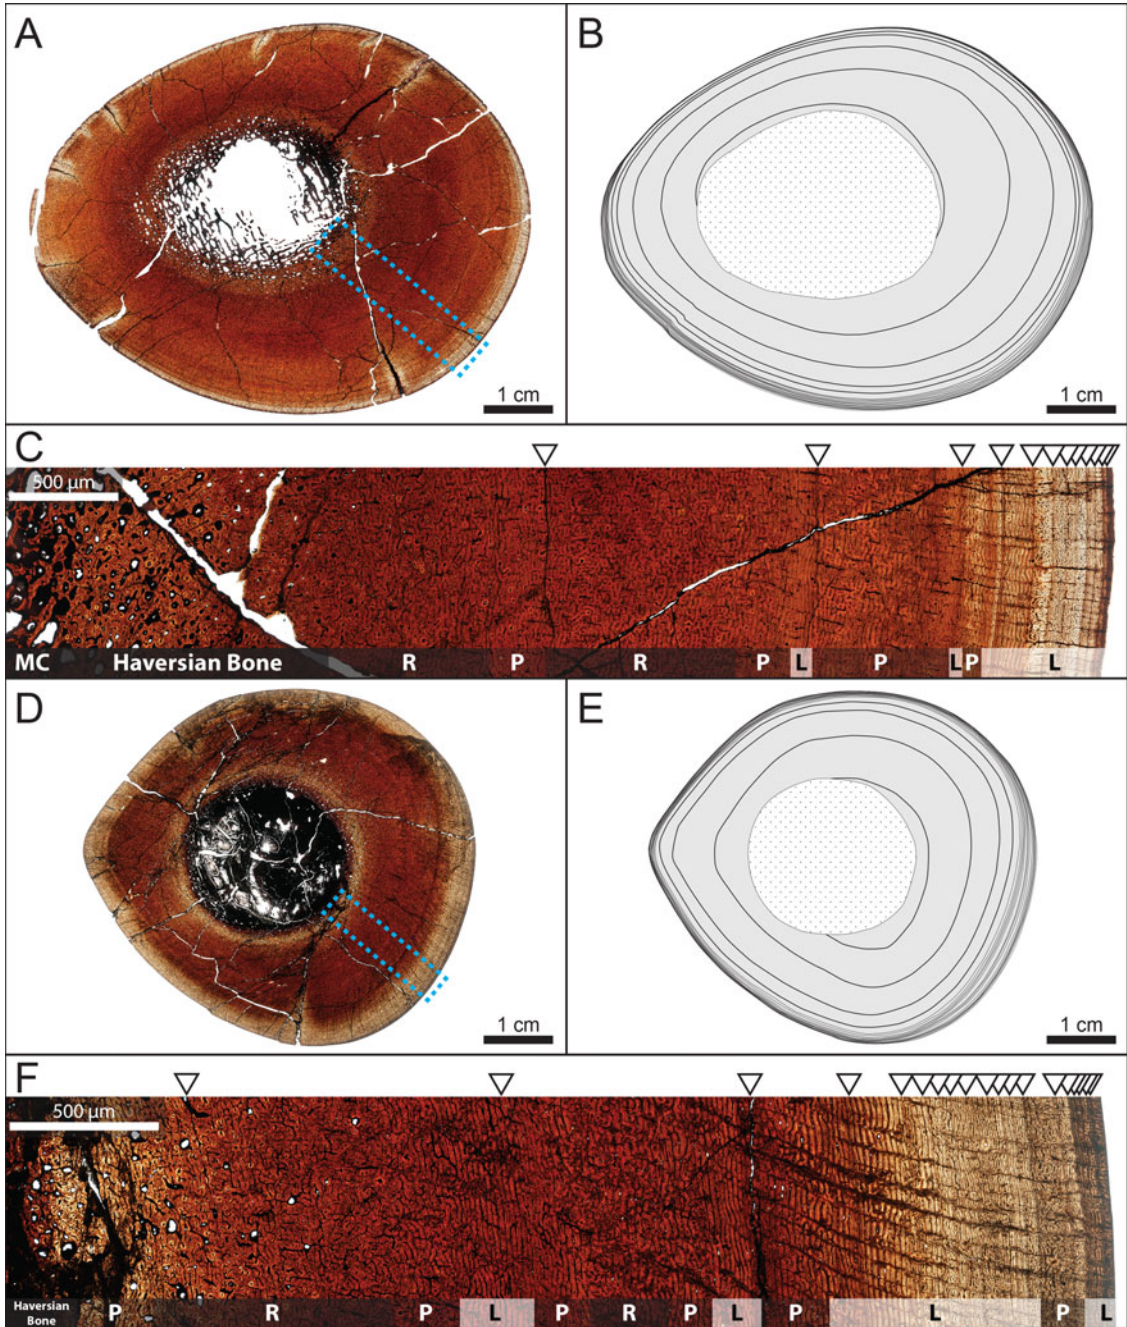 A
B
1 cm
1 cm
C
500 µm
MC Haversian Bone R P R P L P L P L
D
E
1 cm
1 cm
F
500 µm
Haversian
Bone
P R P L P R P L P L P L